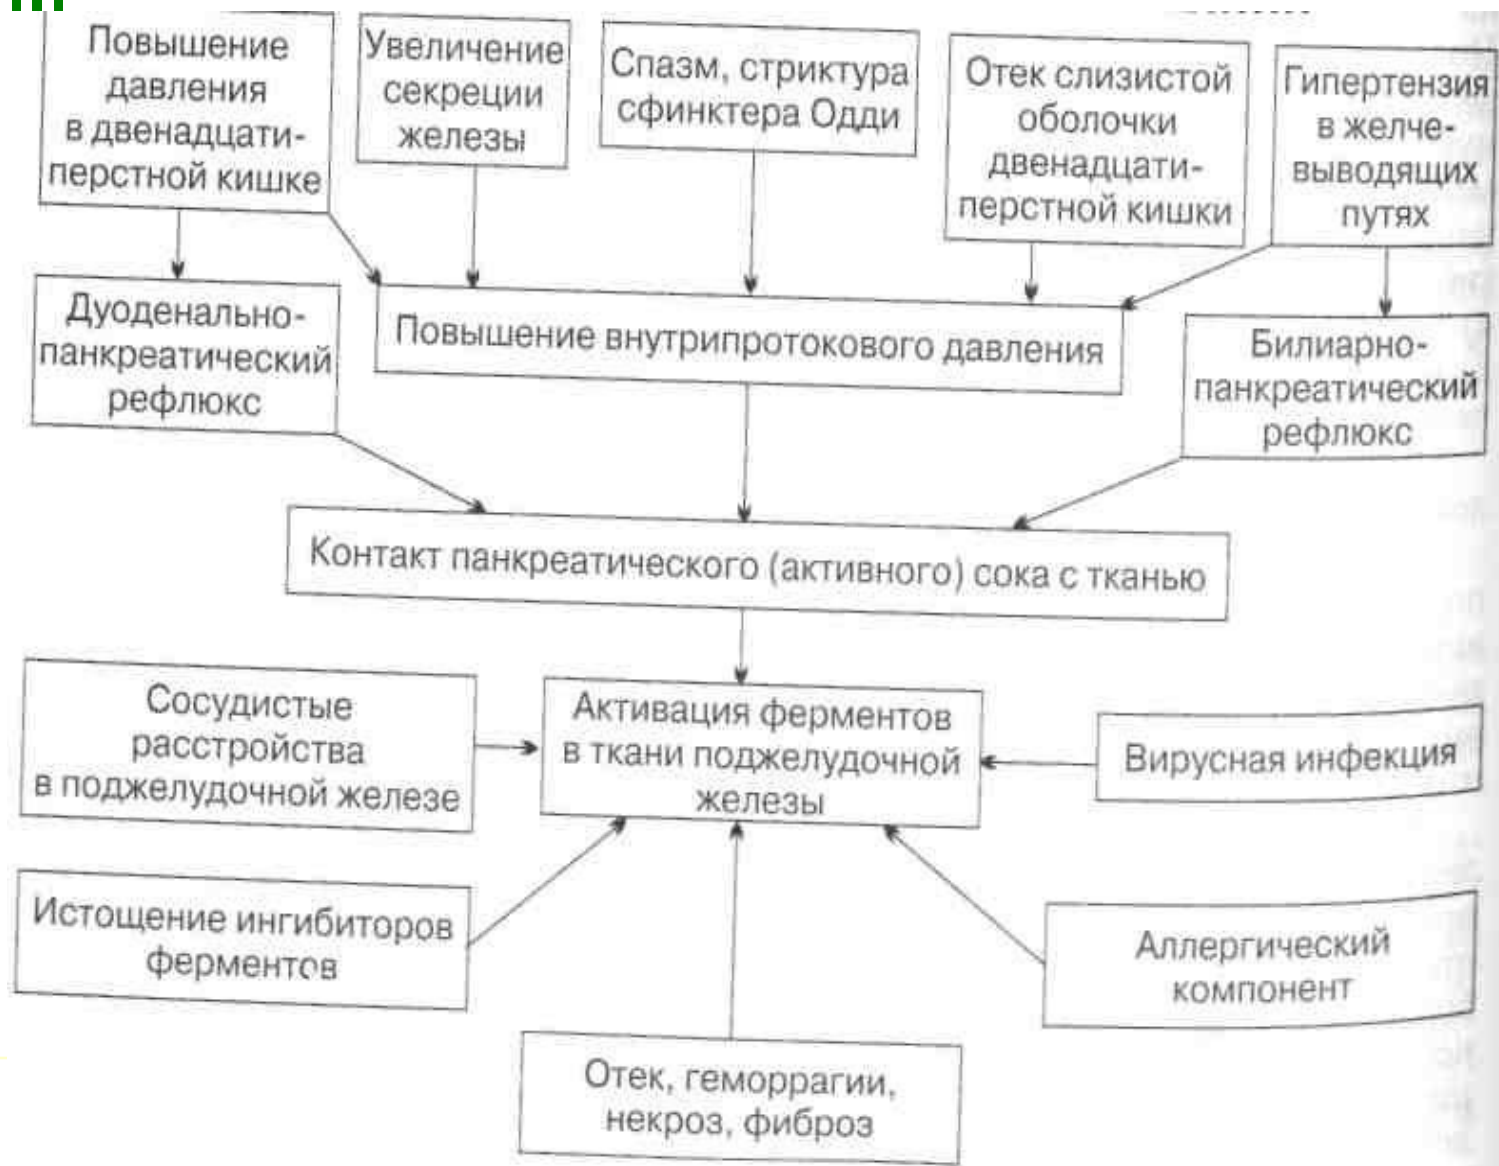 Повышение
давления
в двенадцати-
перстной кишке
Увеличение
секреции
железы
Спазм, стриктура
сфинктера Одди
Отек слизистой
оболочки
двенадцати-
перстной кишки
Гипертензия
в желче-
выводящих
путях
Дуоденально-
панкреатический
рефлюкс
Повышение внутрипротокового давления
Билиарно-
панкреатический
рефлюкс
Контакт панкреатического (активного) сока с тканью
Сосудистые
расстройства
в поджелудочной железе
Активация ферментов
в ткани поджелудочной
железы
Вирусная инфекция
Истощение ингибиторов
ферментов
Аллергический
компонент
Отек, геморрагии,
некроз, фиброз